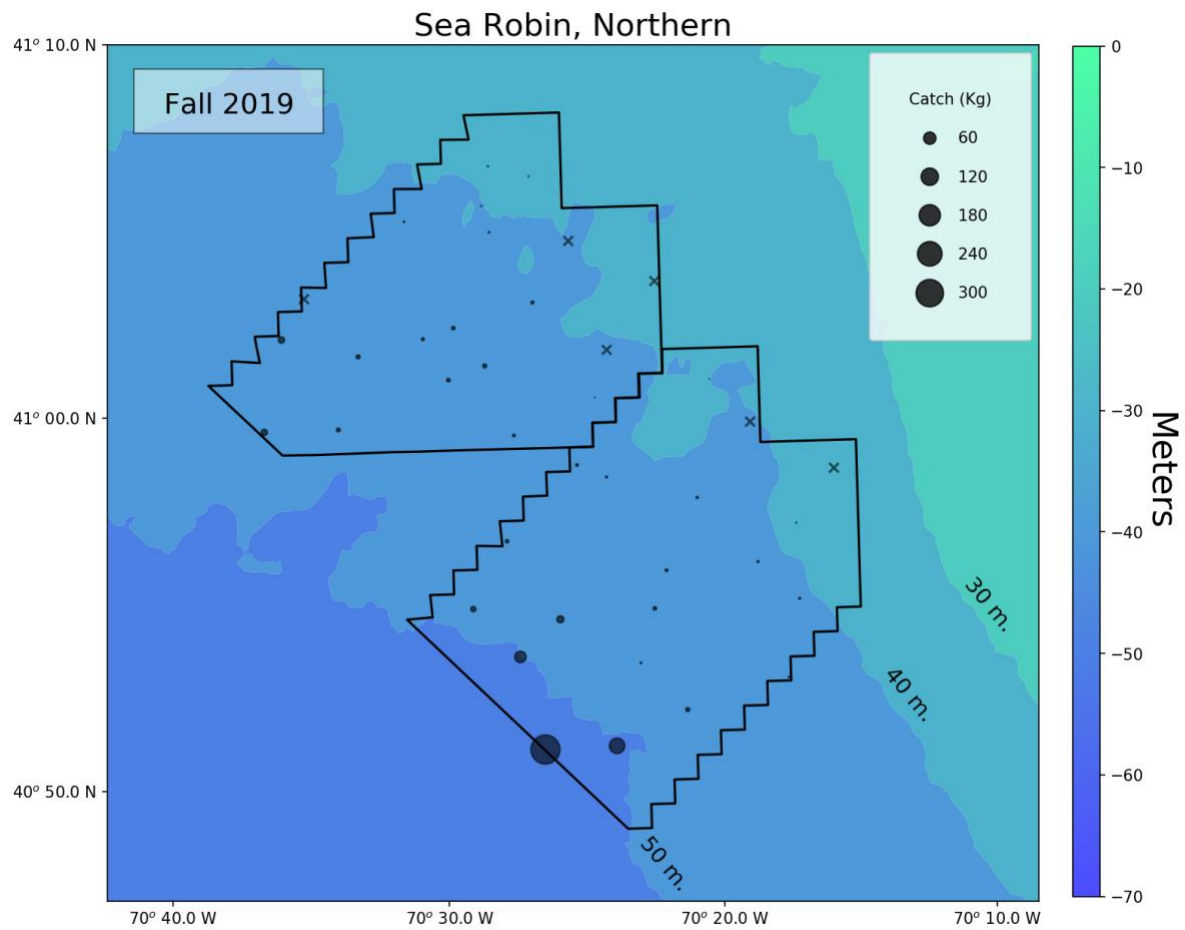 Sea Robin, Northern
41° 10.0 N
41° 00.0 N
40° 50.0 N
Fall 2019
Catch (Kg)
60
120
180
240
300
30 m.
40 m.
50 m.
70° 40.0 W
70° 30.0 W
70° 20.0 W
70° 10.0 W
0
−10
−20
−30
−40
−50
−60
−70
Meters